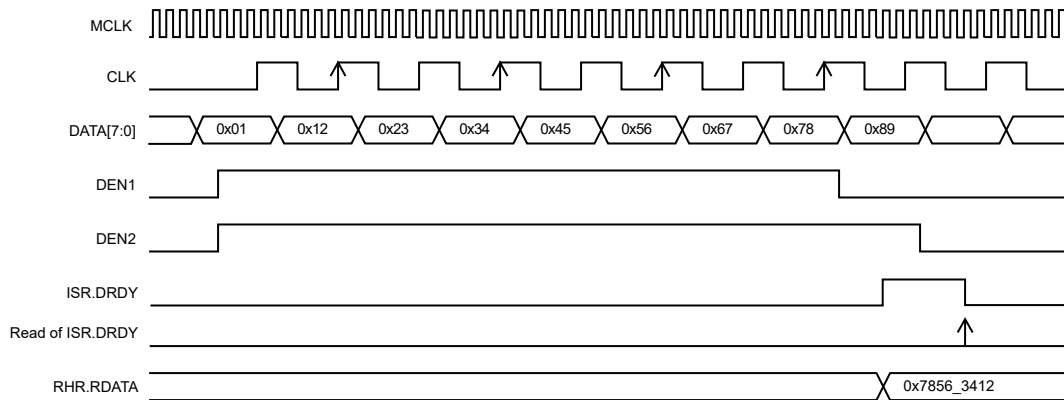 MCLK
CLK
DATA[7:0] 0x01 0x12 0x23 0x34 0x45 0x56 0x67 0x78 0x89
DEN1
DEN2
ISR.DRDY
Read of ISR.DRDY
RHR.RDATA 0x7856_3412